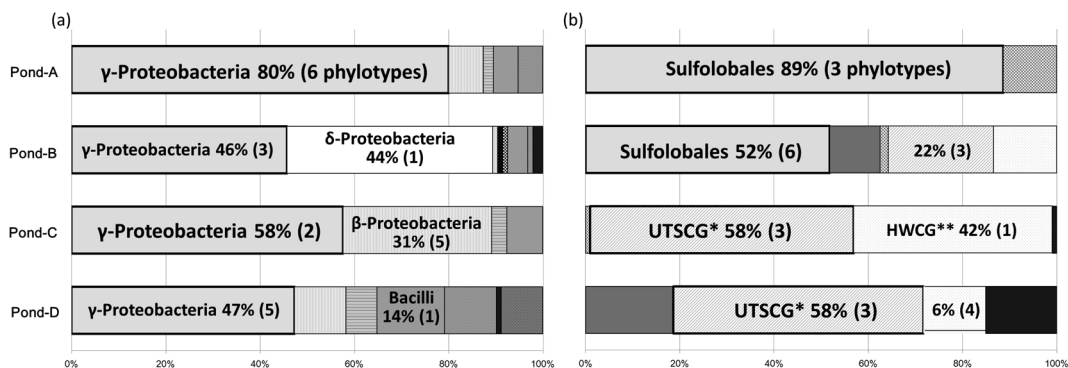 (a)
(b)
Pond-A
γ-Proteobacteria 80% (6 phylotypes)
Sulfolobales 89% (3 phylotypes)
Pond-B
γ-Proteobacteria 46% (3)
δ-Proteobacteria
44% (1)
Sulfolobales 52% (6)
22% (3)
Pond-C
γ-Proteobacteria 58% (2)
β-Proteobacteria
31% (5)
UTSCG* 58% (3)
HWCG** 42% (1)
Pond-D
γ-Proteobacteria 47% (5)
Bacilli
14% (1)
UTSCG* 58% (3)
6% (4)
0% 20% 40% 60% 80% 100%
0% 20% 40% 60% 80% 100%